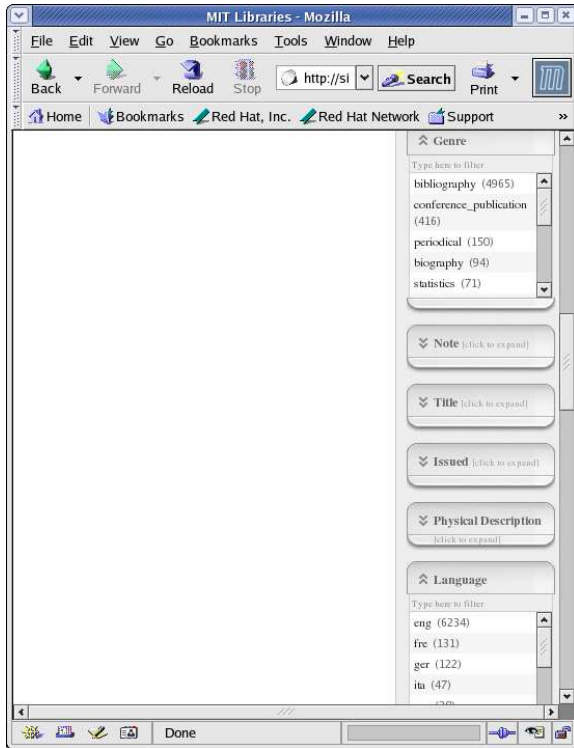 MIT Libraries - Mozilla
File Edit View Go Bookmarks Tools Window Help
Back Forward Reload Stop http://si Search Print
Home Bookmarks Red Hat, Inc. Red Hat Network Support »
Genre
Type here to filter
bibliography (4965)
conference_publication
(416)
periodical (150)
biography (94)
statistics (71)
Note [click to expand]
Title [click to expand]
Issued [click to expand]
Physical Description
[click to expand]
Language
Type here to filter
eng (6234)
fre (131)
ger (122)
ita (47)
Done